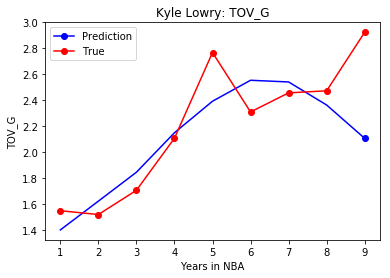 Kyle Lowry: TOV_G
Prediction
True
TOV_G
3.0
2.8
2.6
2.4
2.2
2.0
1.8
1.6
1.4
1 2 3 4 5 6 7 8 9
Years in NBA